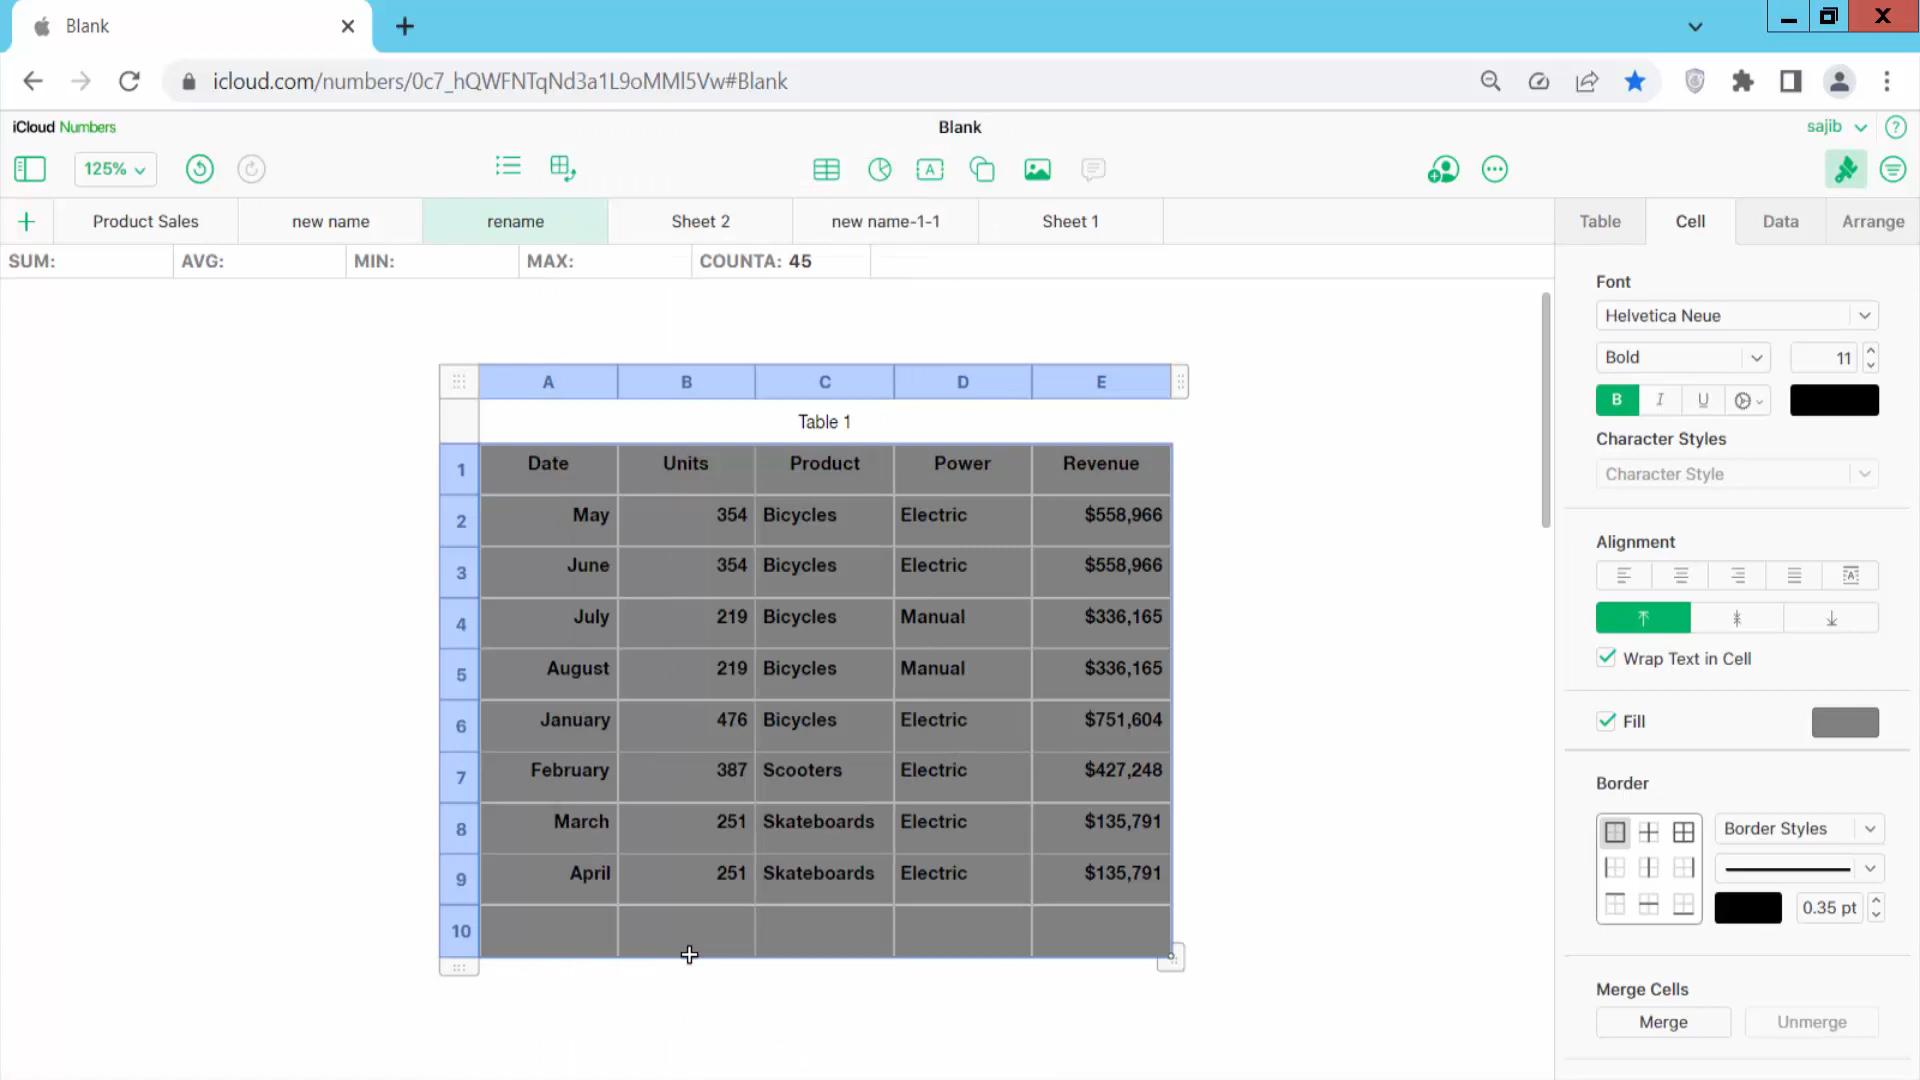 Blank
icloud.com/numbers/0c7_hQWFNTqNd3a1L9oMMl5Vw#Blank
iCloud Numbers
Blank
sajib
?
125%
A
Product Sales
new name
rename
Sheet 2
new name-1-1
Sheet 1
Table
Cell
Data
Arrange
SUM:
AVG:
MIN:
MAX:
COUNTA: 45
A B C D E
Table 1
1 Date Units Product Power Revenue
2 May 354 Bicycles Electric $558,966
3 June 354 Bicycles Electric $558,966
4 July 219 Bicycles Manual $336,165
5 August 219 Bicycles Manual $336,165
6 January 476 Bicycles Electric $751,604
7 February 387 Scooters Electric $427,248
8 March 251 Skateboards Electric $135,791
9 April 251 Skateboards Electric $135,791
10
Font
Helvetica Neue
Bold 11
B I U
Character Styles
Character Style
Alignment
A
Wrap Text in Cell
Fill
Border
Border Styles
0.35 pt
Merge Cells
Merge Unmerge